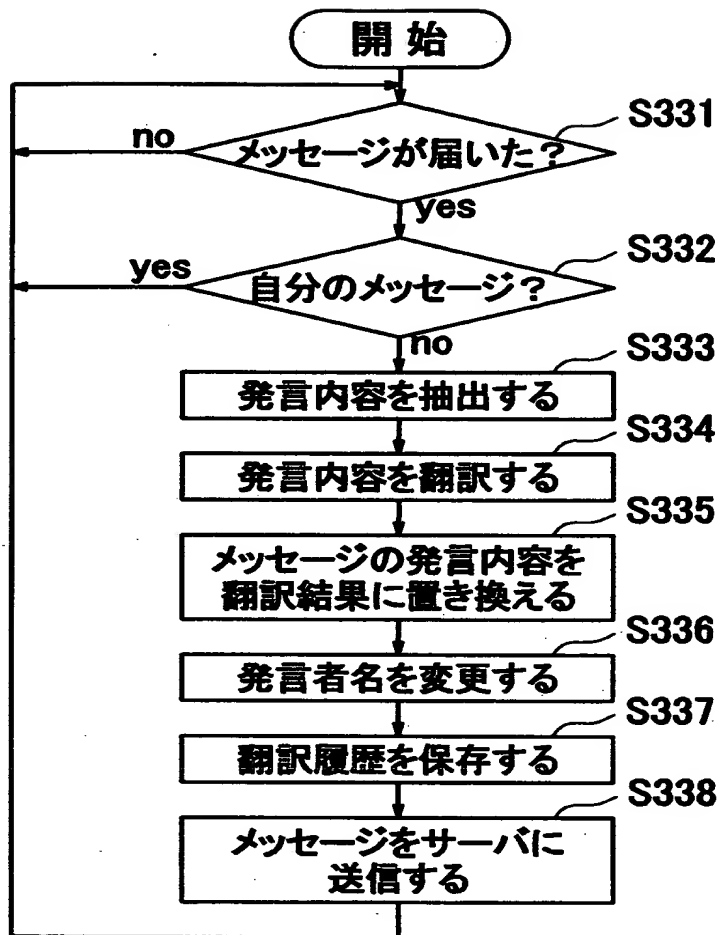 開始
S331
no
メッセージが届いた？
yes
S332
yes
自分のメッセージ？
no
S333
発言内容を抽出する
S334
発言内容を翻訳する
S335
メッセージの発言内容を
翻訳結果に置き換える
S336
発言者名を変更する
S337
翻訳履歴を保存する
S338
メッセージをサーバに
送信する